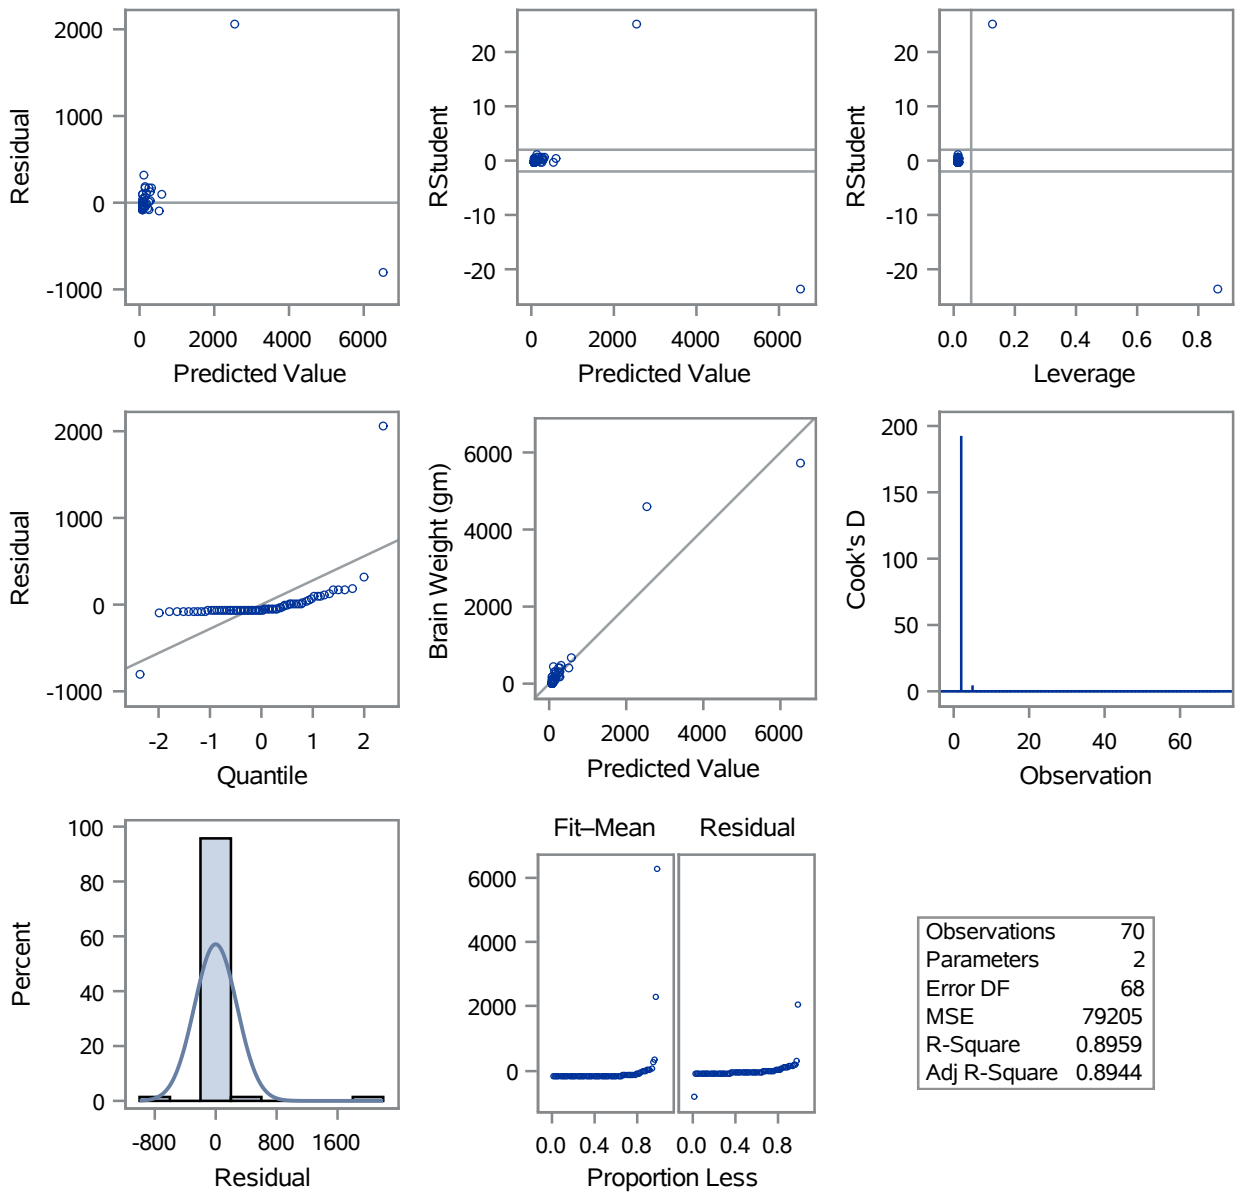 2000
1000
0
-1000
Residual
0 2000 4000 6000
Predicted Value
20
10
0
-10
-20
RStudent
0 2000 4000 6000
Predicted Value
20
10
0
-10
-20
RStudent
0.0 0.2 0.4 0.6 0.8
Leverage
2000
1000
0
-1000
Residual
-2 -1 0 1 2
Quantile
6000
4000
2000
0
Brain Weight (gm)
0 2000 4000 6000
Predicted Value
200
150
100
50
0
Cook's D
0 20 40 60
Observation
100
80
60
40
20
0
Percent
-800 0 800 1600
Residual
Fit–Mean Residual
6000
4000
2000
0
0.0 0.4 0.8 0.0 0.4 0.8
Proportion Less
Observations 70
Parameters 2
Error DF 68
MSE 79205
R-Square 0.8959
Adj R-Square 0.8944